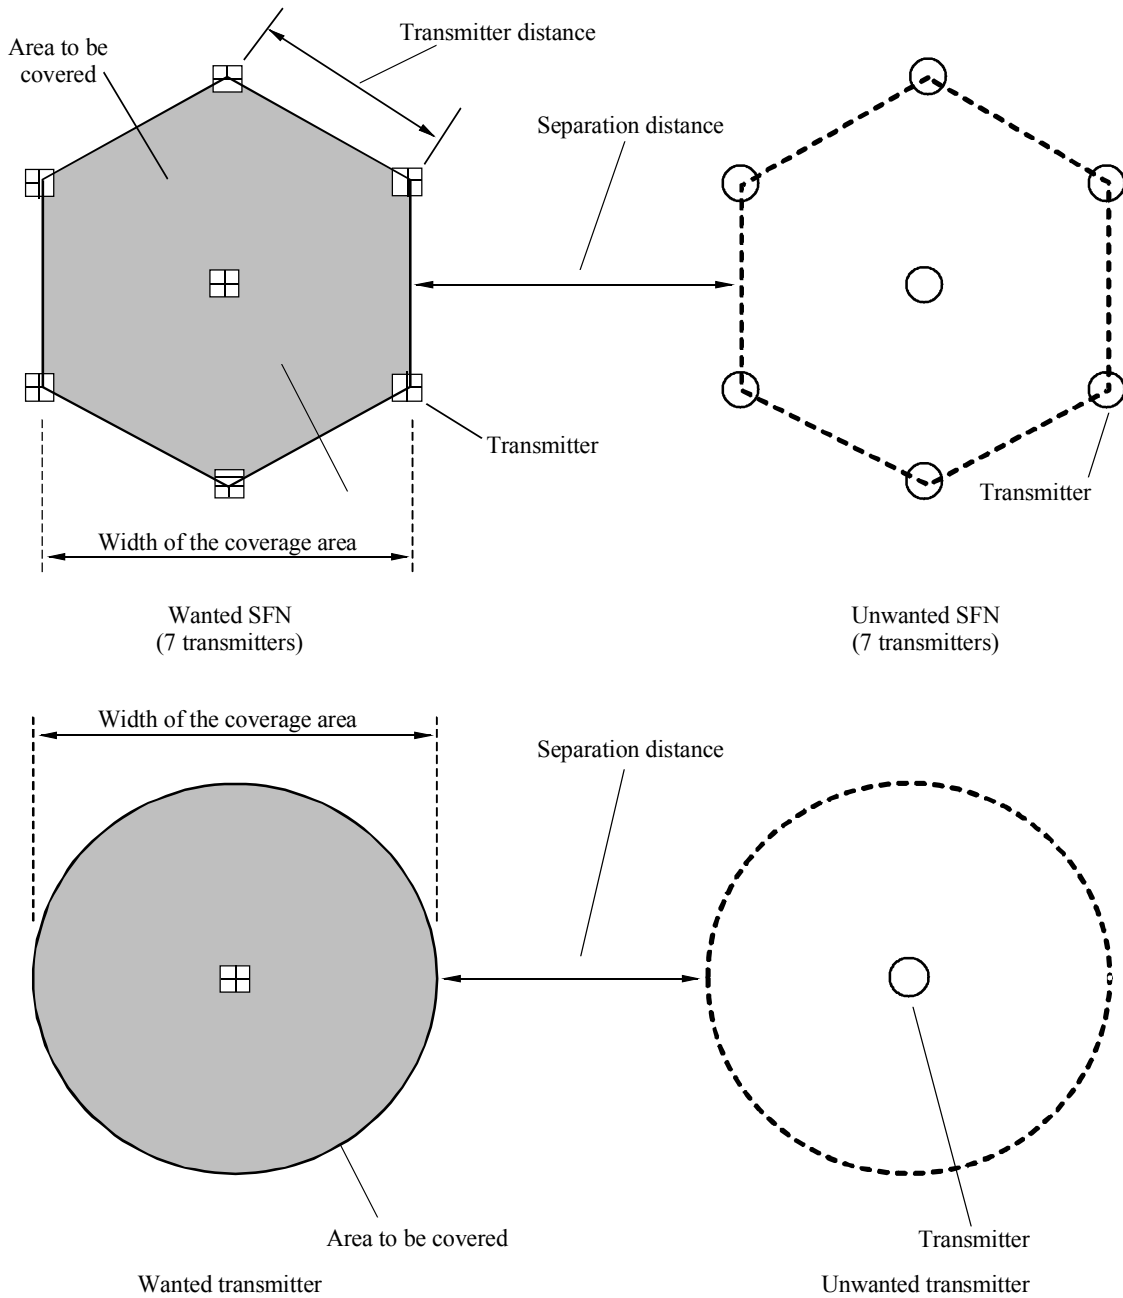 Transmitter distance
Area to be
covered
Separation distance
Transmitter
Transmitter
Width of the coverage area
Wanted SFN
(7 transmitters)
Unwanted SFN
(7 transmitters)
Width of the coverage area
Separation distance
Area to be covered
Transmitter
Wanted transmitter
Unwanted transmitter